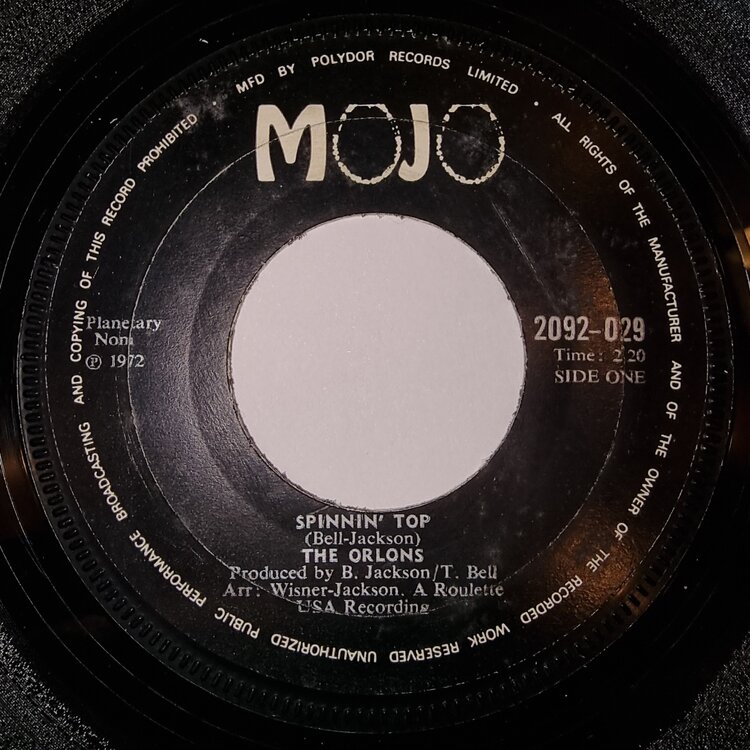 MFD BY POLYDOR RECORDS LIMITED • ALL RIGHTS OF THE MANUFACTURER AND OF THE OWNER OF THE RECORDED WORK RESERVED UNAUTHORIZED PUBLIC PERFORMANCE BROADCASTING AND COPYING OF THIS RECORD PROHIBITED •
MOJO
Planetary
Nom
℗ 1972
2092-029
Time: 2.20
SIDE ONE
SPINNIN' TOP
(Bell-Jackson)
THE ORLONS
Produced by B. Jackson/T. Bell
Arr: Wisner-Jackson, A Roulette
USA Recording